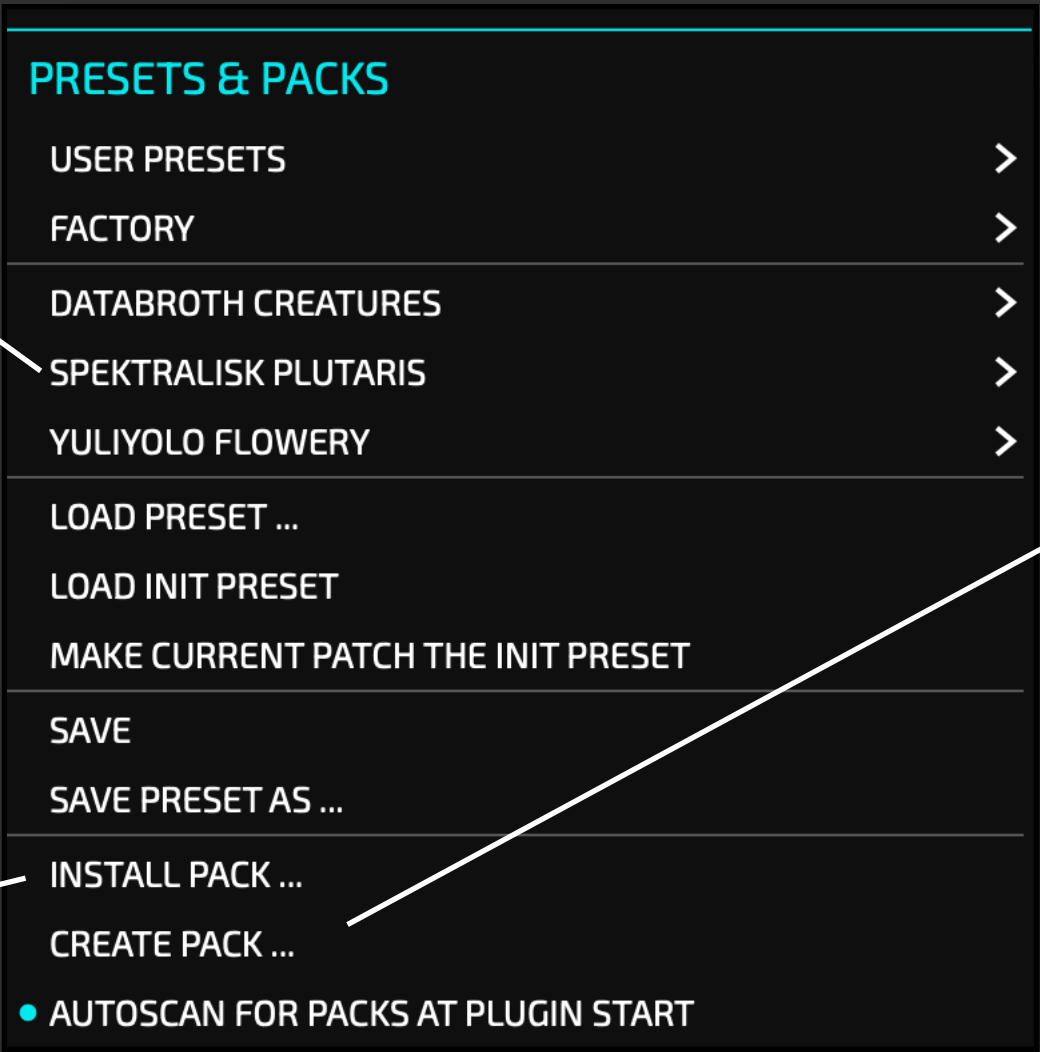 PRESETS & PACKS
USER PRESETS
FACTORY
DATABROTH CREATURES
SPEKTRALISK PLUTARIS
YULIYOLO FLOWERY
LOAD PRESET ...
LOAD INIT PRESET
MAKE CURRENT PATCH THE INIT PRESET
SAVE
SAVE PRESET AS ...
INSTALL PACK ...
CREATE PACK ...
AUTOSCAN FOR PACKS AT PLUGIN START